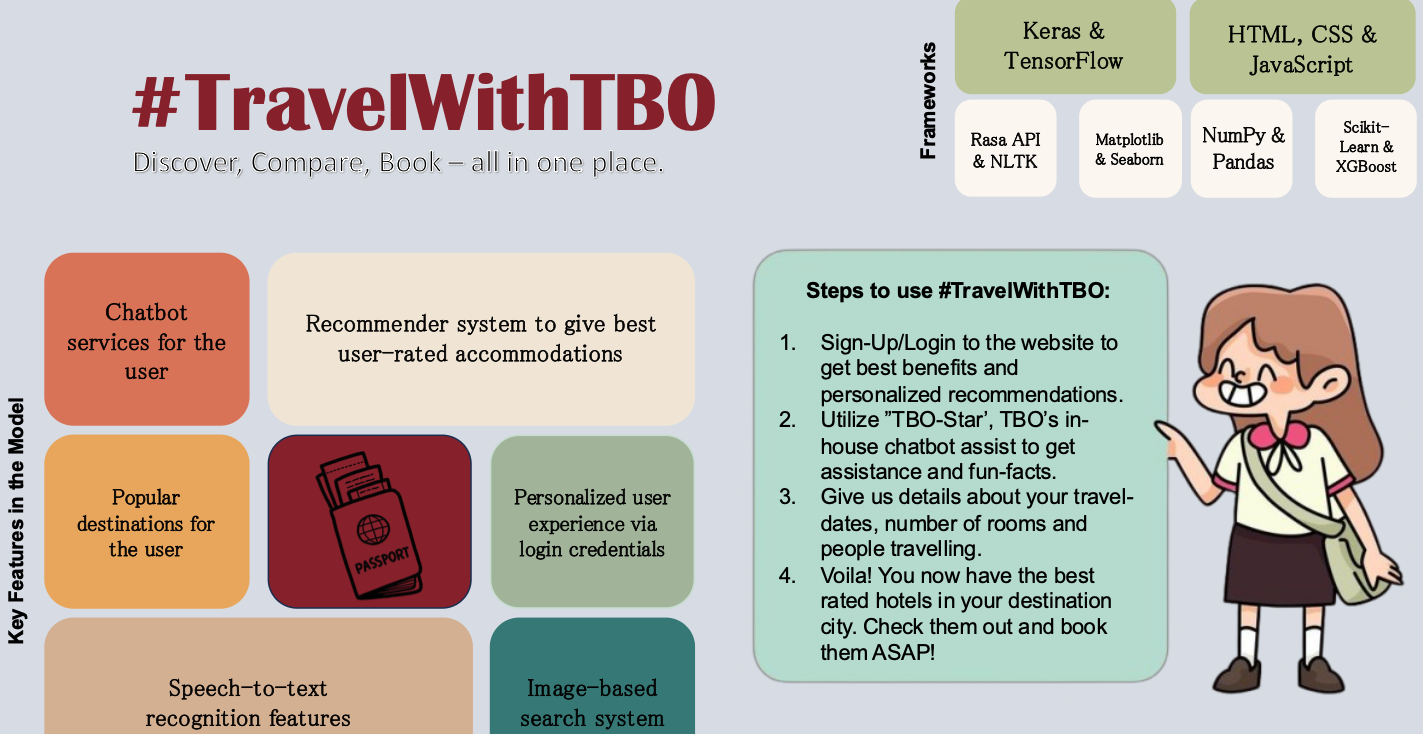 #TravelWithTBO
Discover, Compare, Book – all in one place.
Frameworks
Keras &
TensorFlow
HTML, CSS &
JavaScript
Rasa API
& NLTK
Matplotlib
& Seaborn
NumPy &
Pandas
Scikit-
Learn &
XGBoost
Key Features in the Model
Chatbot
services for the
user
Recommender system to give best
user-rated accommodations
Popular
destinations for
the user
PASSPORT
Personalized user
experience via
login credentials
Speech-to-text
recognition features
Image-based
search system
Steps to use #TravelWithTBO:
1. Sign-Up/Login to the website to
get best benefits and
personalized recommendations.
2. Utilize ”TBO-Star’, TBO’s in-
house chatbot assist to get
assistance and fun-facts.
3. Give us details about your travel-
dates, number of rooms and
people travelling.
4. Voila! You now have the best
rated hotels in your destination
city. Check them out and book
them ASAP!